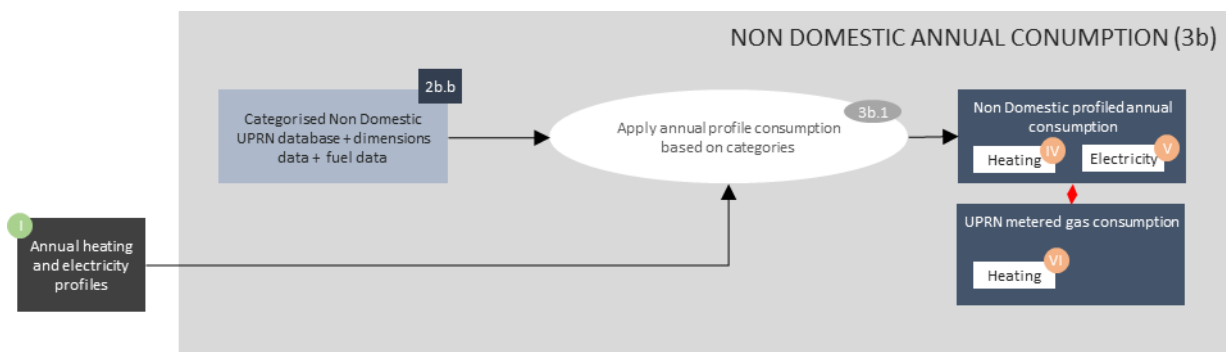 NON DOMESTIC ANNUAL CONUMPTION (3b)
2b.b
Categorised Non Domestic
UPRN database + dimensions
data + fuel data
3b.1
Apply annual profile consumption
based on categories
Non Domestic profiled annual
consumption
IV
Heating
V
Electricity
UPRN metered gas consumption
VI
Heating
I
Annual heating
and electricity
profiles